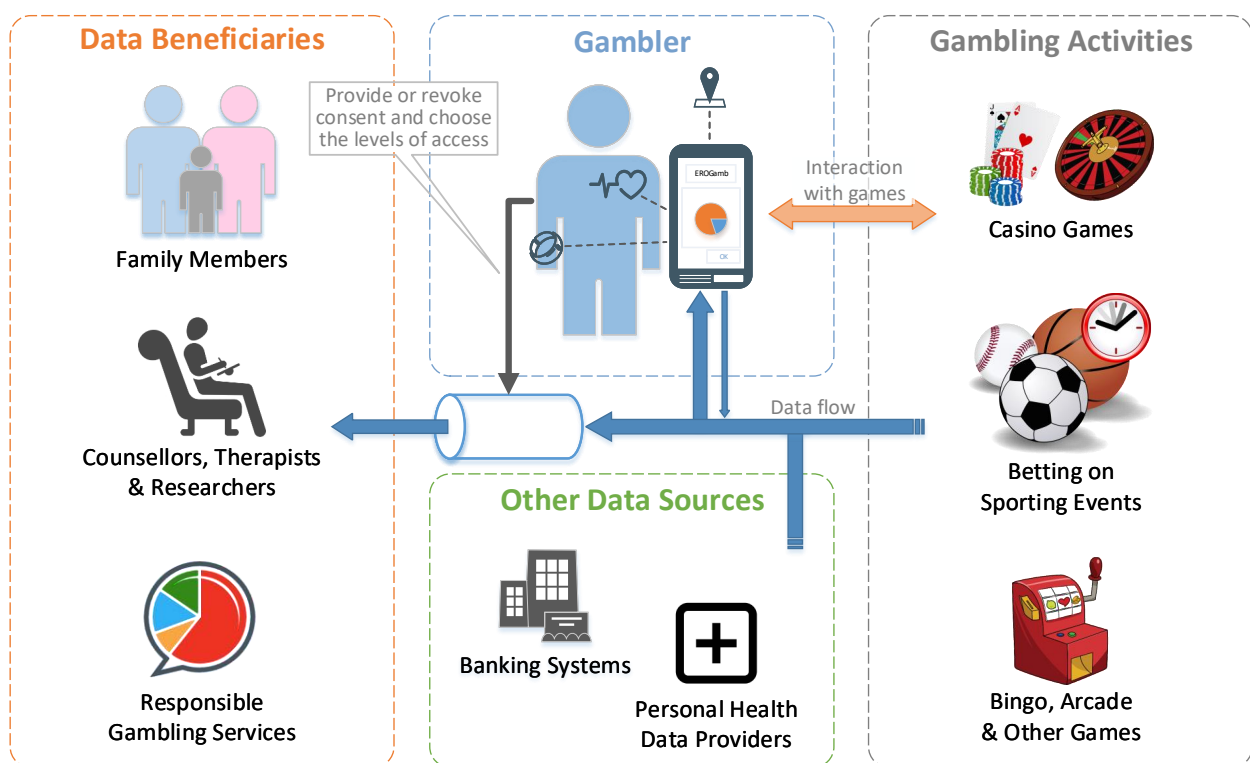 Data Beneficiaries
Family Members
Counsellors, Therapists
& Researchers
Responsible
Gambling Services
Gambler
Provide or revoke
consent and choose
the levels of access
EROGamb
OK
Interaction
with games
Data flow
Other Data Sources
Banking Systems
Personal Health
Data Providers
Gambling Activities
J
A
Casino Games
Betting on
Sporting Events
Bingo, Arcade
& Other Games